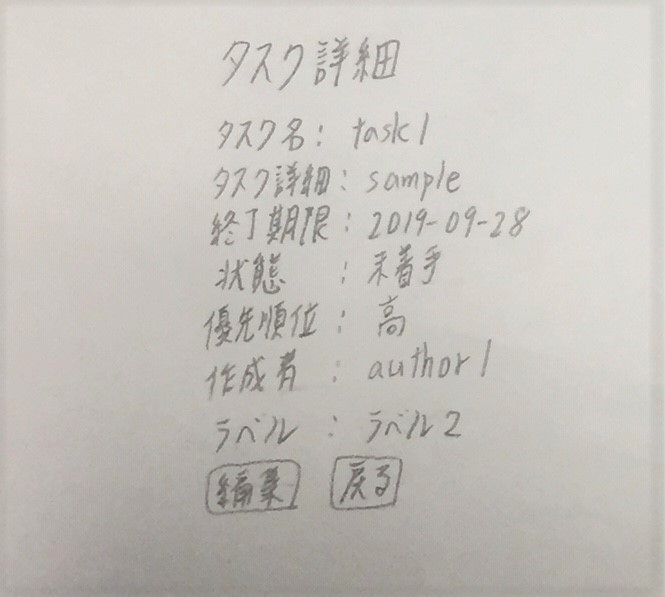 タスク詳細
タスク名: task1
タスク詳細: sample
終了期限: 2019-09-28
状態 : 未着手
優先順位: 高
作成者 : author1
ラベル : ラベル2
編集 戻る